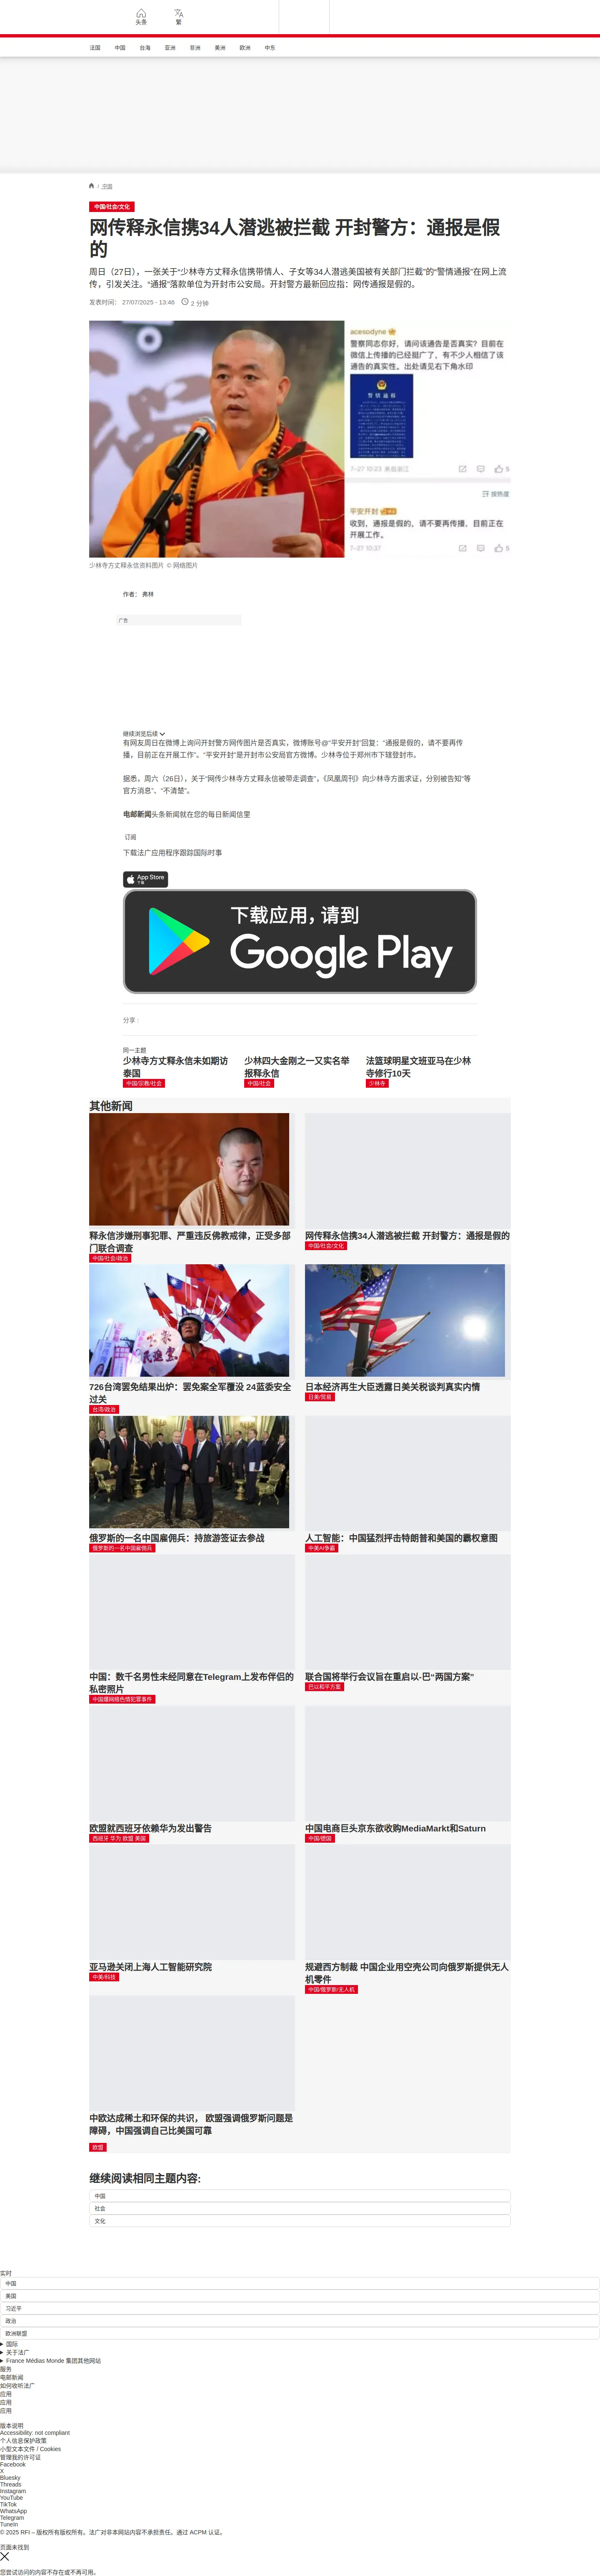 头条
繁
法国
中国
台海
亚洲
非洲
美洲
欧洲
中东
/ 中国
中国/社会/文化
网传释永信携34人潜逃被拦截 开封警方：通报是假
的
周日（27日），一张关于“少林寺方丈释永信携带情人、子女等34人潜逃美国被有关部门拦截”的“警情通报”在网上流
传，引发关注。“通报”落款单位为开封市公安局。开封警方最新回应指：网传通报是假的。
发表时间： 27/07/2025 - 13:46
2 分钟
acesodyne
警察同志你好，请问该通告是否真实？目前在
微信上传播的已经挺广了，有不少人相信了该
通告的真实性。出处请见右下角水印
警情通报
7-27 10:23 来自浙江
5
按热度
平安开封
收到，通报是假的，请不要再传播，目前正在
开展工作。
7-27 10:37
5
少林寺方丈释永信资料图片 © 网络图片
作者： 弗林
广告
继续浏览后续
有网友周日在微博上询问开封警方网传图片是否真实，微博账号@“平安开封”回复：“通报是假的，请不要再传
播，目前正在开展工作”。“平安开封”是开封市公安局官方微博。少林寺位于郑州市下辖登封市。
据悉，周六（26日），关于“网传少林寺方丈释永信被带走调查”，《凤凰周刊》向少林寺方面求证，分别被告知“等
官方消息”、“不清楚”。
电邮新闻头条新闻就在您的每日新闻信里
订阅
下载法广应用程序跟踪国际时事
App Store
下载
下载应用，请到
Google Play
分享 :
同一主题
少林寺方丈释永信未如期访
泰国
中国/宗教/社会
少林四大金刚之一又实名举
报释永信
中国/社会
法篮球明星文班亚马在少林
寺修行10天
少林寺
其他新闻
释永信涉嫌刑事犯罪、严重违反佛教戒律，正受多部
门联合调查
中国/社会/政治
网传释永信携34人潜逃被拦截 开封警方：通报是假的
中国/社会/文化
726台湾罢免结果出炉：罢免案全军覆没 24蓝委安全
过关
台湾/政治
日本经济再生大臣透露日美关税谈判真实内情
日美/贸易
俄罗斯的一名中国雇佣兵：持旅游签证去参战
俄罗斯的一名中国雇佣兵
人工智能：中国猛烈抨击特朗普和美国的霸权意图
中美AI争霸
中国：数千名男性未经同意在Telegram上发布伴侣的
私密照片
中国爆网络色情犯罪事件
联合国将举行会议旨在重启以-巴“两国方案”
巴以和平方案
欧盟就西班牙依赖华为发出警告
西班牙 华为 欧盟 美国
中国电商巨头京东欲收购MediaMarkt和Saturn
中国/德国
亚马逊关闭上海人工智能研究院
中美/科技
规避西方制裁 中国企业用空壳公司向俄罗斯提供无人
机零件
中国/俄罗斯/无人机
中欧达成稀土和环保的共识， 欧盟强调俄罗斯问题是
障碍，中国强调自己比美国可靠
欧盟
继续阅读相同主题内容:
中国
社会
文化
实时
中国
美国
习近平
政治
欧洲联盟
国际
关于法广
France Médias Monde 集团其他网站
服务
电邮新闻
如何收听法广
应用
应用
应用
版本说明
Accessibility: not compliant
个人信息保护政策
小型文本文件 / Cookies
管理我的许可证
Facebook
X
Bluesky
Threads
Instagram
YouTube
TikTok
WhatsApp
Telegram
TuneIn
© 2025 RFI – 版权所有版权所有。法广对非本网站内容不承担责任。通过 ACPM 认证。
页面未找到
您尝试访问的内容不存在或不再可用。